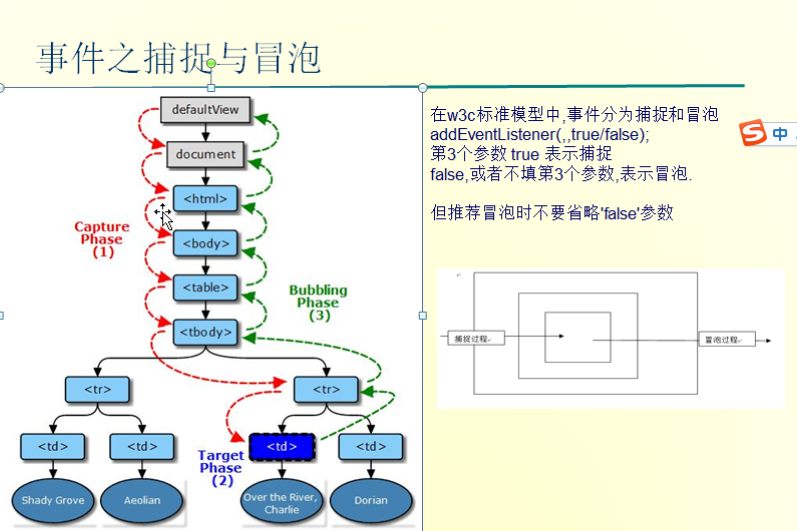 事件之捕捉与冒泡
defaultView
document
<html>
<body>
<table>
<tbody>
<tr>
<tr>
<td>
<td>
<td>
<td>
Shady Grove
Aeolian
Over the River,
Charlie
Dorian
Capture
Phase
(1)
Target
Phase
(2)
Bubbling
Phase
(3)
在w3c标准模型中,事件分为捕捉和冒泡
addEventListener(,,true/false);
第3个参数 true 表示捕捉
false,或者不填第3个参数,表示冒泡.
但推荐冒泡时不要省略'false'参数
捕捉过程
冒泡过程
S 中